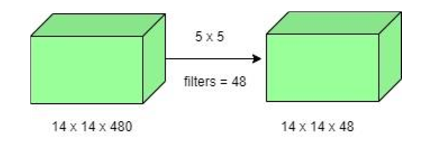 5 x 5
filters = 48
14 x 14 x 480
14 x 14 x 48